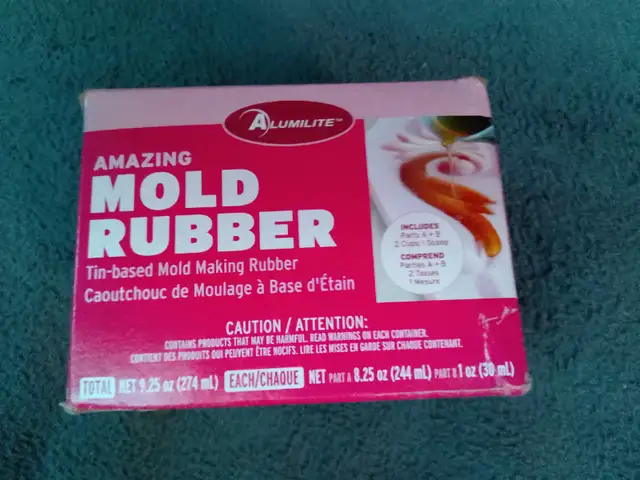 ALUMILITE™
AMAZING
MOLD
RUBBER
Tin-based Mold Making Rubber
Caoutchouc de Moulage à Base d'Étain
INCLUDES
Parts A + B
2 Cups 1 Scoop
COMPREND
Parties A + B
2 Tasses
1 Mesure
CAUTION / ATTENTION:
CONTAINS PRODUCTS THAT MAY BE HARMFUL. READ WARNINGS ON EACH CONTAINER.
CONTIENT DES PRODUITS QUI PEUVENT ÊTRE NOCIFS. LIRE LES MISES EN GARDE SUR CHAQUE CONTENANT.
TOTAL NET 9.25 oz (274 mL) EACH/CHAQUE NET PART A 8.25 oz (244 mL) PART B 1 oz (30 mL)